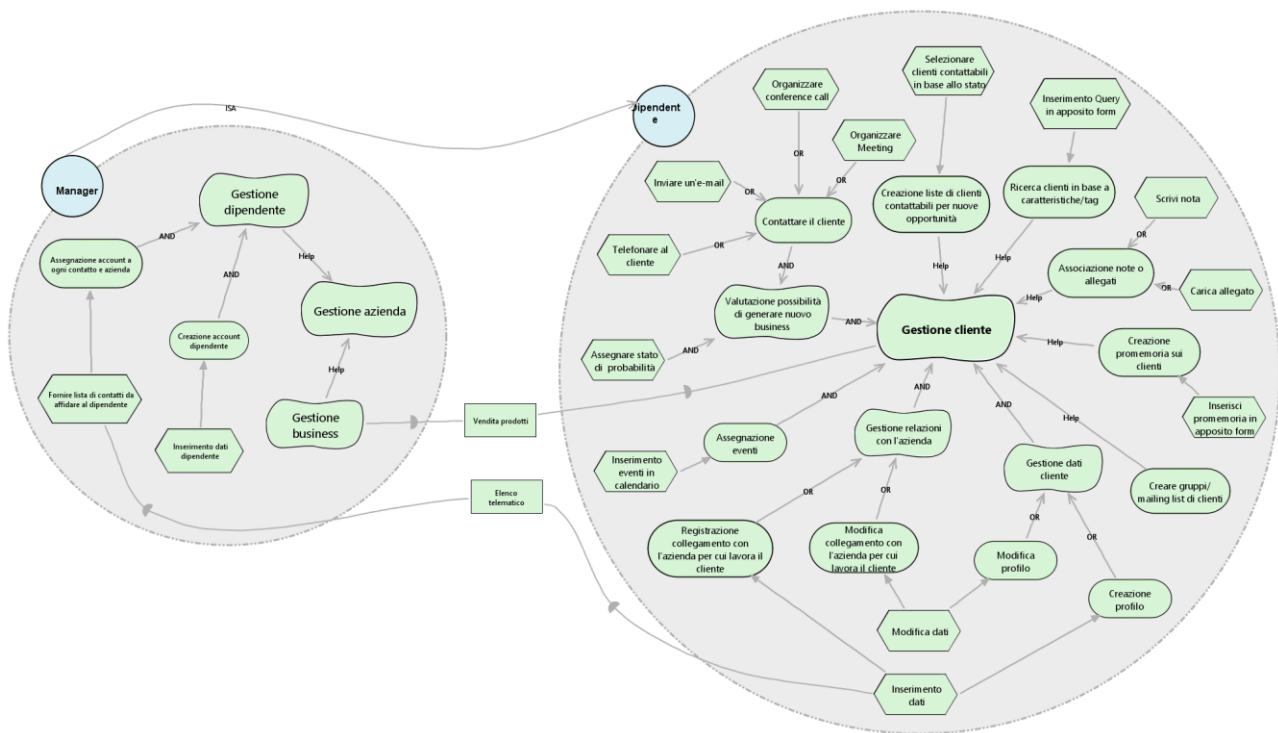 ISA
Manager
Gestione
dipendente
Assegnazione account a
ogni contatto e azienda
AND
AND
Help
Gestione azienda
Creazione account
dipendente
Help
Fornire lista di contatti da
affidare al dipendente
Gestione
business
Inserimento dati
dipendente
Vendita prodotti
Elenco
telematico
Dipendent
e
Organizzare
conference call
Selezionare
clienti contattabili
in base allo stato
Inserimento Query
in apposito form
OR
Organizzare
Meeting
OR
Inviare un'e-mail
OR
Contattare il cliente
Creazione liste di clienti
contattabili per nuove
opportunità
Ricerca clienti in base a
caratteristiche/tag
Scrivi nota
OR
Telefonare al
cliente
OR
AND
Help
Help
Associazione note o
allegati
OR
Carica allegato
Help
Valutazione possibilità
di generare nuovo
business
AND
Gestione cliente
Help
Creazione
promemoria sui
clienti
Assegnare stato
di probabilità
AND
Inserisci
promemoria in
apposito form
AND
AND
AND
Help
Assegnazione
eventi
Inserimento
eventi in
calendario
Gestione relazioni
con l'azienda
Gestione dati
cliente
Creare gruppi/
mailing list di clienti
OR
OR
OR
OR
Registrazione
collegamento con
l'azienda per cui lavora il
cliente
Modifica
collegamento con
l'azienda per cui
lavora il cliente
Modifica
profilo
Creazione
profilo
Modifica dati
Inserimento
dati